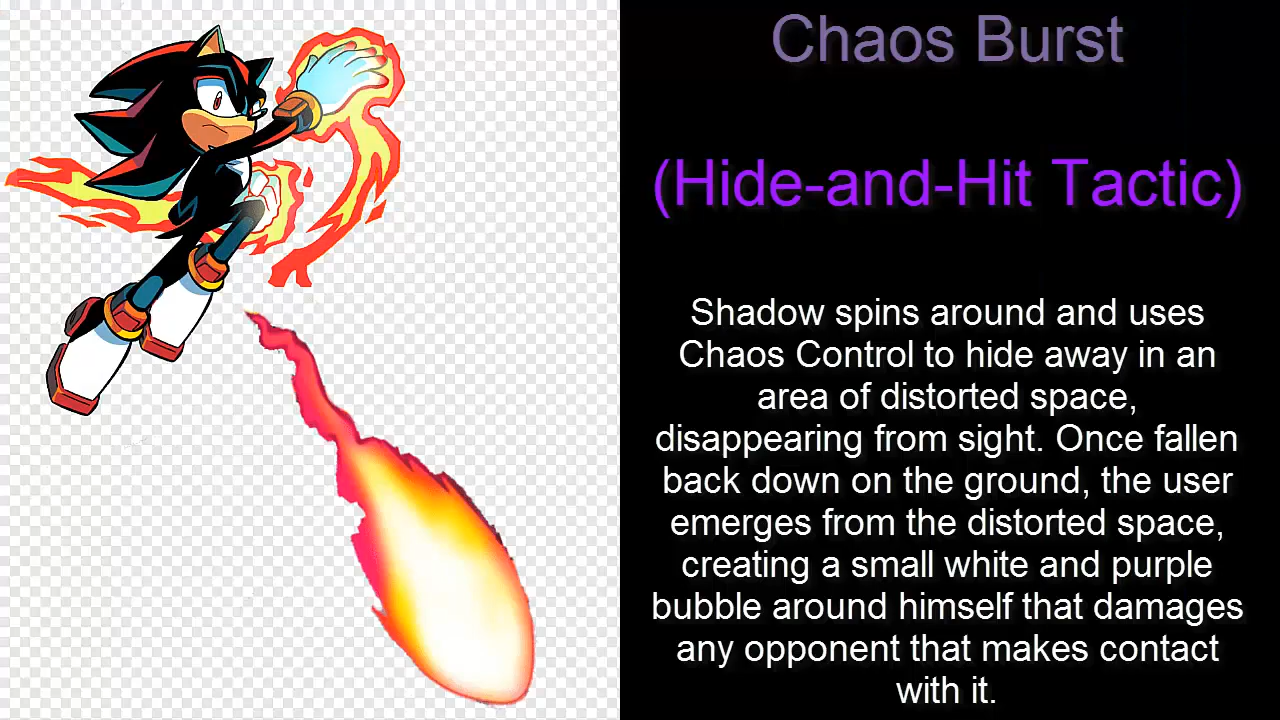 Chaos Burst
(Hide-and-Hit Tactic)
Shadow spins around and uses
Chaos Control to hide away in an
area of distorted space,
disappearing from sight. Once fallen
back down on the ground, the user
emerges from the distorted space,
creating a small white and purple
bubble around himself that damages
any opponent that makes contact
with it.